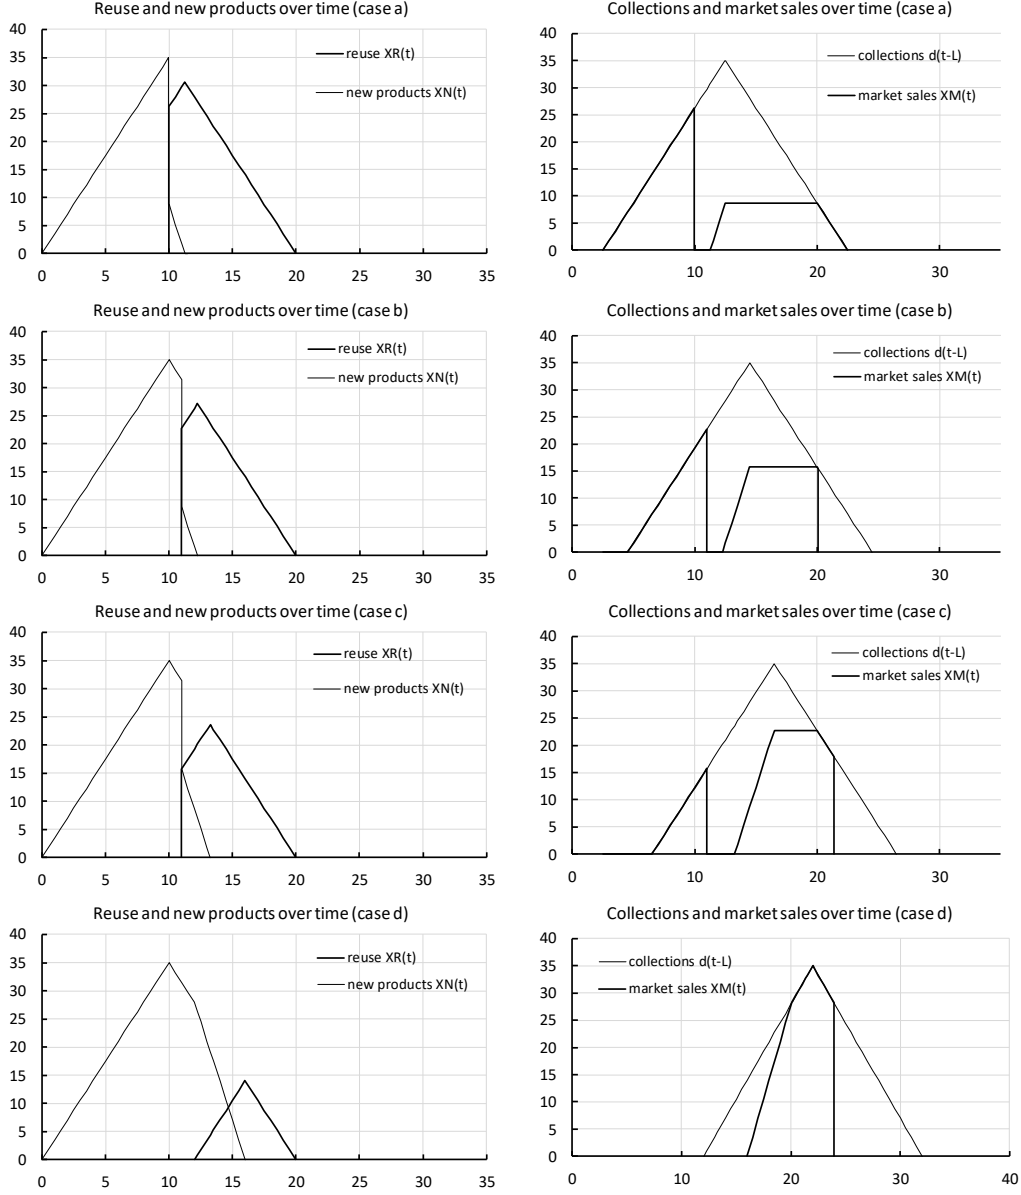 Reuse and new products over time (case a)
40
35
30
25
20
15
10
5
0
0 5 10 15 20 25 30 35
reuse XR(t)
new products XN(t)
Collections and market sales over time (case a)
40
35
30
25
20
15
10
5
0
0 10 20 30
collections d(t-L)
market sales XM(t)
Reuse and new products over time (case b)
40
35
30
25
20
15
10
5
0
0 5 10 15 20 25 30 35
reuse XR(t)
new products XN(t)
Collections and market sales over time (case b)
40
35
30
25
20
15
10
5
0
0 10 20 30
collections d(t-L)
market sales XM(t)
Reuse and new products over time (case c)
40
35
30
25
20
15
10
5
0
0 5 10 15 20 25 30 35
reuse XR(t)
new products XN(t)
Collections and market sales over time (case c)
40
35
30
25
20
15
10
5
0
0 10 20 30
collections d(t-L)
market sales XM(t)
Reuse and new products over time (case d)
40
35
30
25
20
15
10
5
0
0 5 10 15 20 25 30 35
reuse XR(t)
new products XN(t)
Collections and market sales over time (case d)
40
35
30
25
20
15
10
5
0
0 10 20 30 40
collections d(t-L)
market sales XM(t)